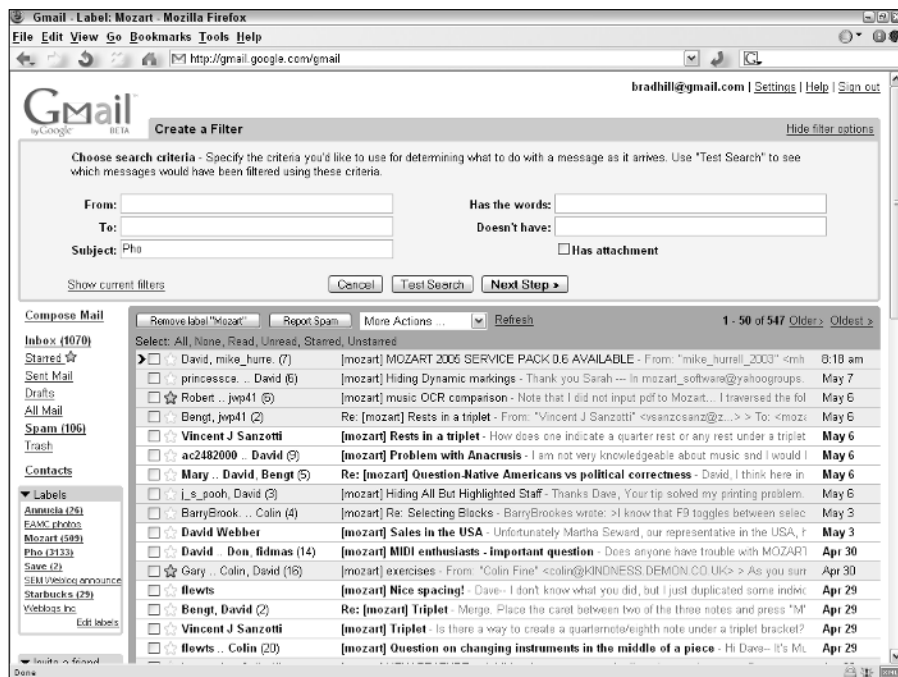 Gmail - Label: Mozart - Mozilla Firefox
File Edit View Go Bookmarks Tools Help
http://gmail.google.com/gmail
bradhill@gmail.com | Settings | Help | Sign out
Gmail
by Google BETA
Create a Filter
Hide filter options
Choose search criteria - Specify the criteria you'd like to use for determining what to do with a message as it arrives. Use "Test Search" to see
which messages would have been filtered using these criteria.
From:
Has the words:
To:
Doesn't have:
Subject: Pho
Has attachment
Show current filters
Cancel Test Search Next Step »
Compose Mail
Inbox (1070)
Starred
Sent Mail
Drafts
All Mail
Spam (106)
Trash
Contacts
Labels
Annucia (26)
EAMC photos
Mozart (509)
Pho (3133)
Save (2)
SEM Weblog announce
Starbucks (29)
Weblogs Inc
Edit labels
Invite a friend
Remove label "Mozart" Report Spam More Actions ... Refresh 1 - 50 of 547 Older › Oldest »
Select: All, None, Read, Unread, Starred, Unstarred
David, mike_hurre. (7) [mozart] MOZART 2005 SERVICE PACK 0.6 AVAILABLE - From: "mike_hurrell_2003" <mh 8:18 am
princessce. .. David (6) [mozart] Hiding Dynamic markings - Thank you Sarah --- In mozart_software@yahoogroups. May 7
Robert .. jwp41 (6) [mozart] music OCR comparison - Note that I did not input pdf to Mozart... I traversed the fol May 6
Bengt, jwp41 (2) Re: [mozart] Rests in a triplet - From: "Vincent J Sanzotti" <vsanzosanz@z...> > To: <moza May 6
Vincent J Sanzotti [mozart] Rests in a triplet - How does one indicate a quarter rest or any rest under a triplet May 6
ac2482000 .. David (9) [mozart] Problem with Anacrusis - I am not very knowledgeable about music snd I would l May 6
Mary .. David, Bengt (5) Re: [mozart] Question-Native Americans vs political correctness - David, I think here in May 6
j_s_pooh, David (3) [mozart] Hiding All But Highlighted Staff - Thanks Dave, Your tip solved my printing problem. May 6
BarryBrook. ... Colin (4) [mozart] Re: Selecting Blocks - BarryBrookes wrote: >I know that F9 toggles between selec May 3
David Webber [mozart] Sales in the USA - Unfortunately Martha Seward, our representative in the USA, h May 3
David .. Don, fidmas (14) [mozart] MIDI enthusiasts - important question - Does anyone have trouble with MOZART Apr 30
Gary .. Colin, David (16) [mozart] exercises - From: "Colin Fine" <colin@KINDNESS.DEMON.CO.UK> > As you surr Apr 30
flewts [mozart] Nice spacing! - Dave-- I don't know what you did, but I just duplicated some indivic Apr 29
Bengt, David (2) Re: [mozart] Triplet - Merge. Place the caret between two of the three notes and press "M" Apr 29
Vincent J Sanzotti [mozart] Triplet - Is there a way to create a quarternote/eighth note under a triplet bracket? Apr 29
flewts .. Colin (20) [mozart] Question on changing instruments in the middle of a piece - Hi Dave-- It's Mu Apr 29
Done